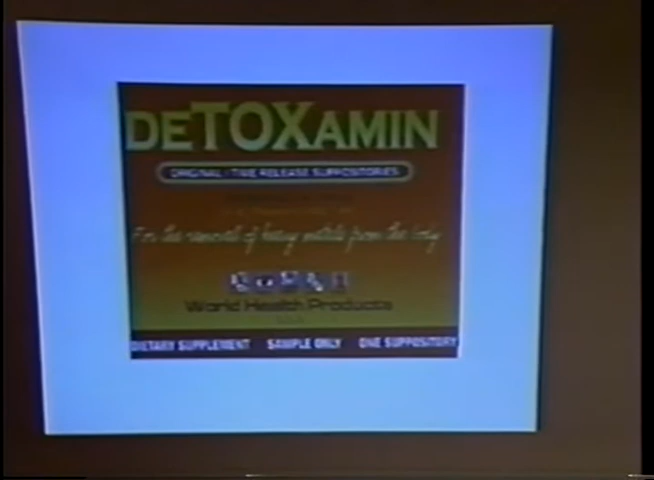 DETOXAMIN
ORIGINAL - TIME RELEASE SUPPOSITORIES
For the removal of heavy metals from the body
World Health Products
DIETARY SUPPLEMENT SAMPLE ONLY ONE SUPPOSITORY